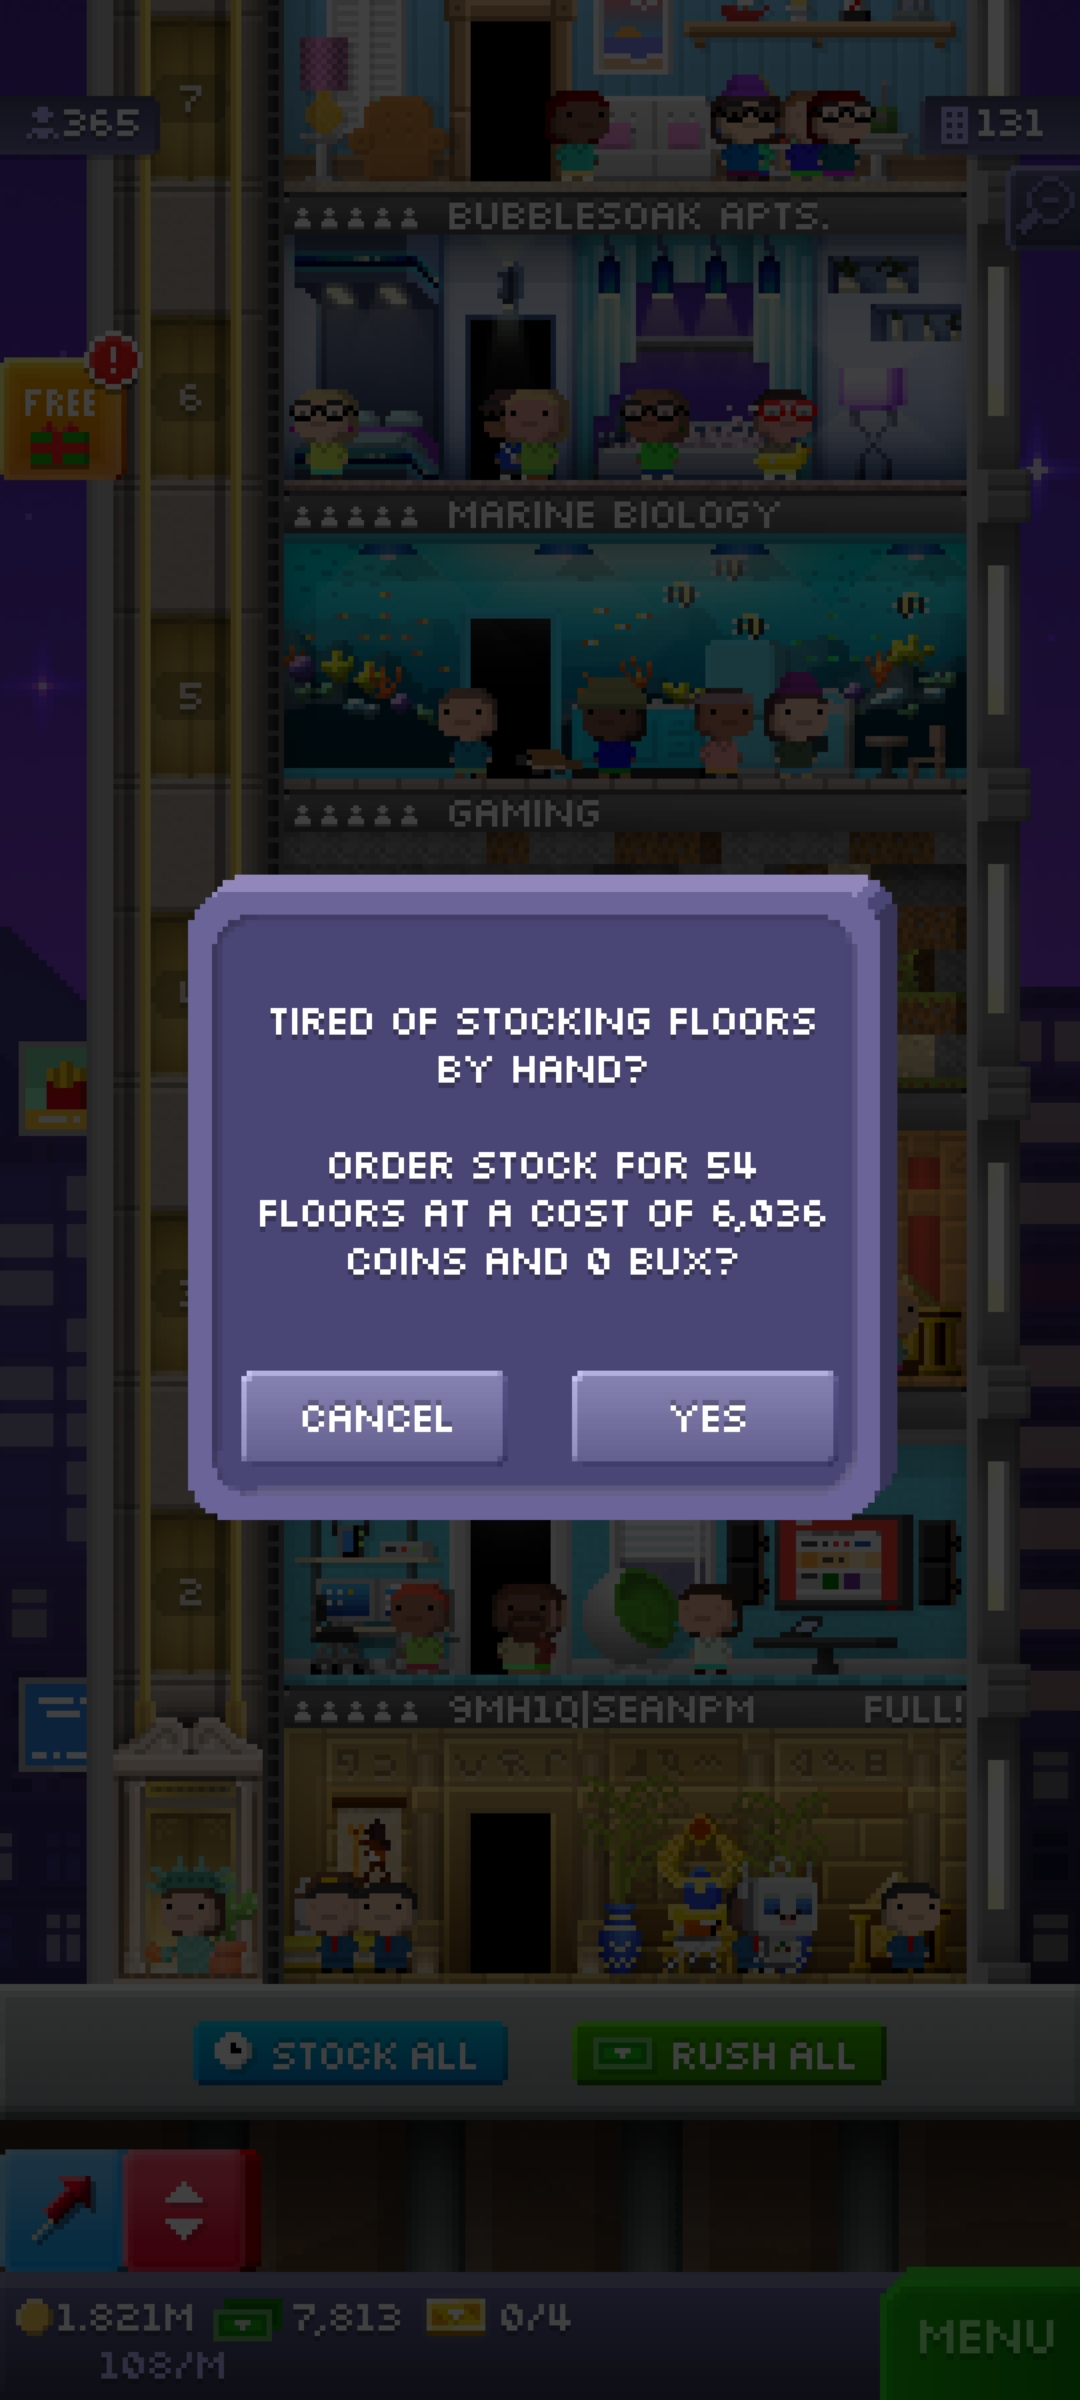 7
365
131
BUBBLESOAK APTS.
FREE
!
6
MARINE BIOLOGY
5
GAMING
TIRED OF STOCKING FLOORS
BY HAND?
ORDER STOCK FOR 54
FLOORS AT A COST OF 6,036
COINS AND 0 BUX?
CANCEL
YES
2
9MH1Q|SEANPM
FULL!
STOCK ALL
RUSH ALL
1.821M
7,813
0/4
108/M
MENU